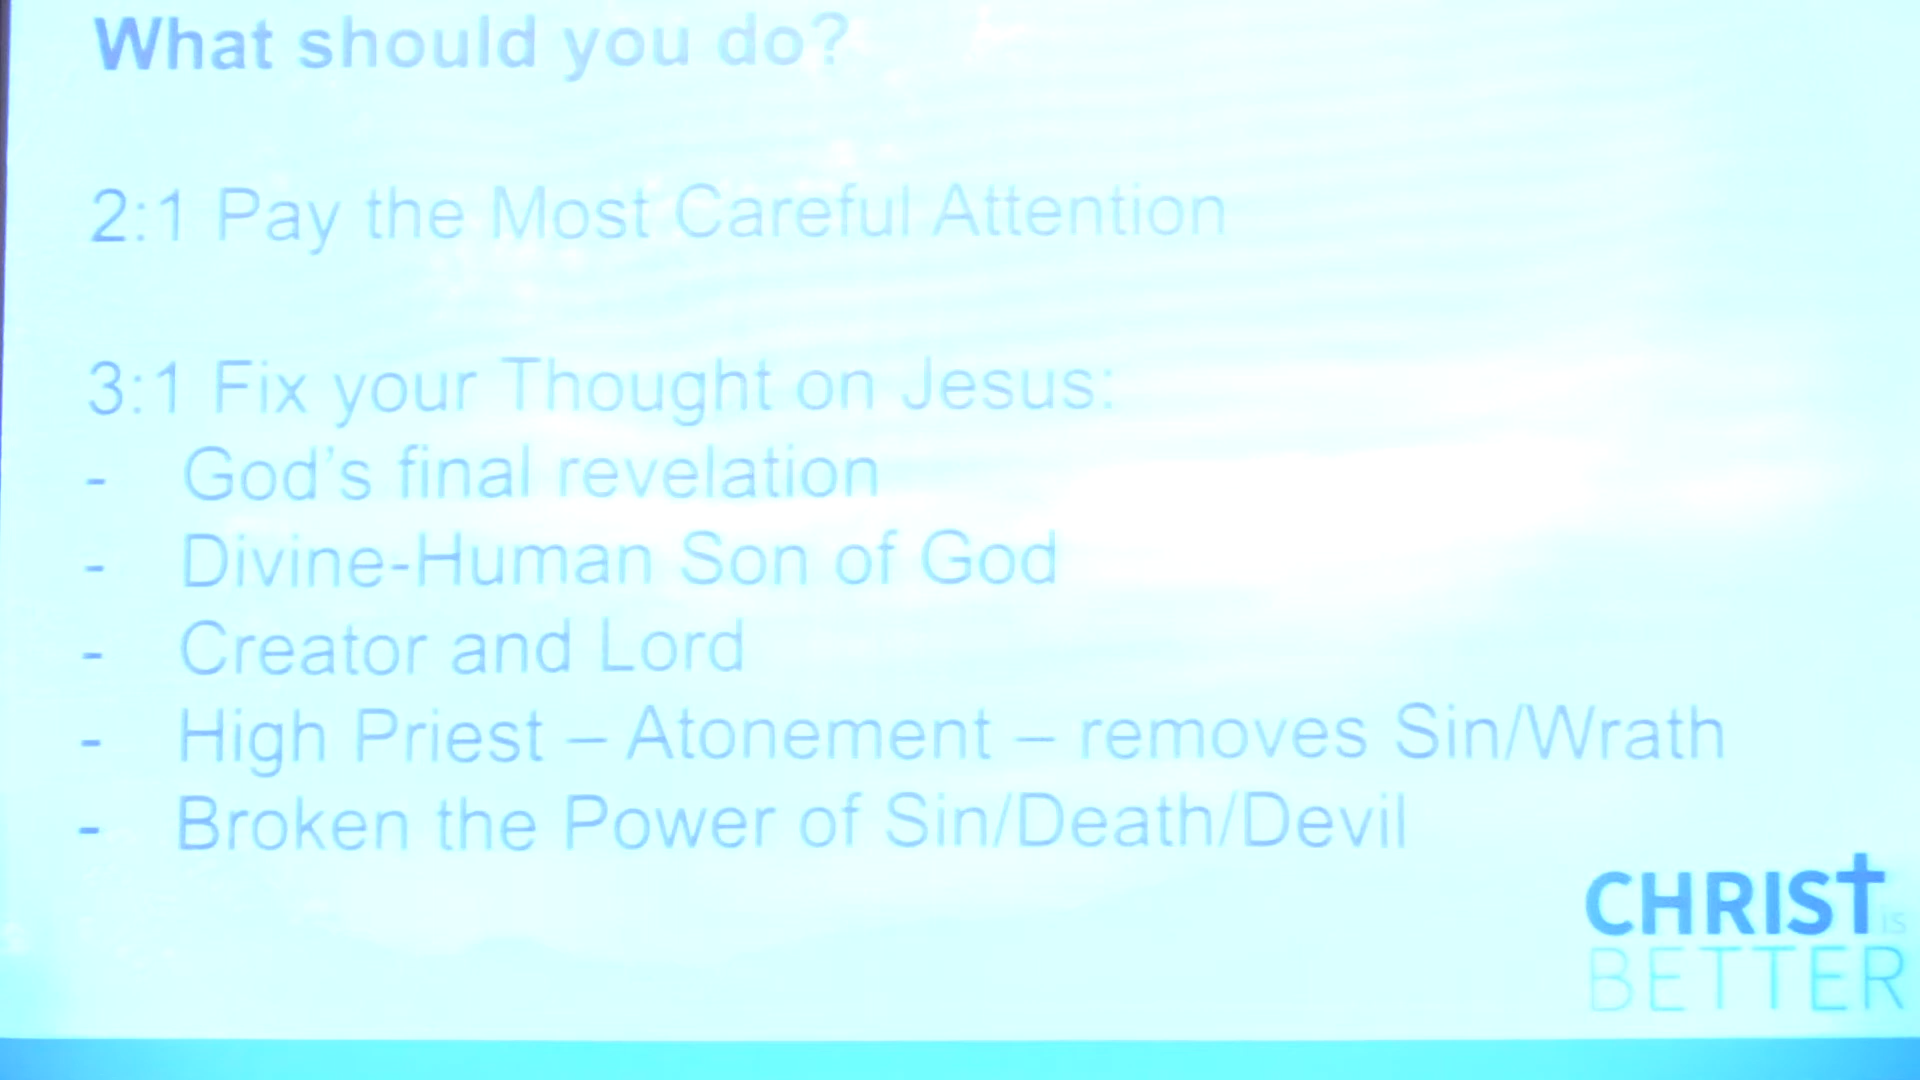 What should you do?
2:1 Pay the Most Careful Attention
3:1 Fix your Thought on Jesus:
- God's final revelation
- Divine-Human Son of God
- Creator and Lord
- High Priest – Atonement – removes Sin/Wrath
- Broken the Power of Sin/Death/Devil
CHRIST is
BETTER